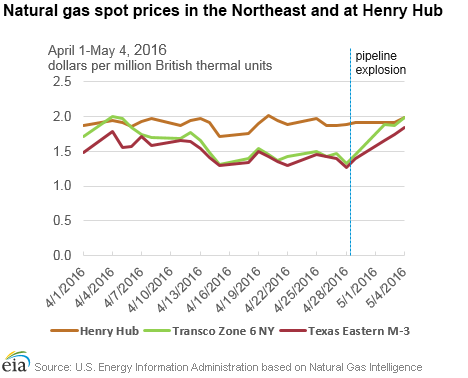 Natural gas spot prices in the Northeast and at Henry Hub
April 1-May 4, 2016
dollars per million British thermal units
pipeline
explosion
2.5
2.0
1.5
1.0
0.5
0.0
4/1/2016
4/4/2016
4/7/2016
4/10/2016
4/13/2016
4/16/2016
4/19/2016
4/22/2016
4/25/2016
4/28/2016
5/1/2016
5/4/2016
Henry Hub
Transco Zone 6 NY
Texas Eastern M-3
eia
Source: U.S. Energy Information Administration based on Natural Gas Intelligence